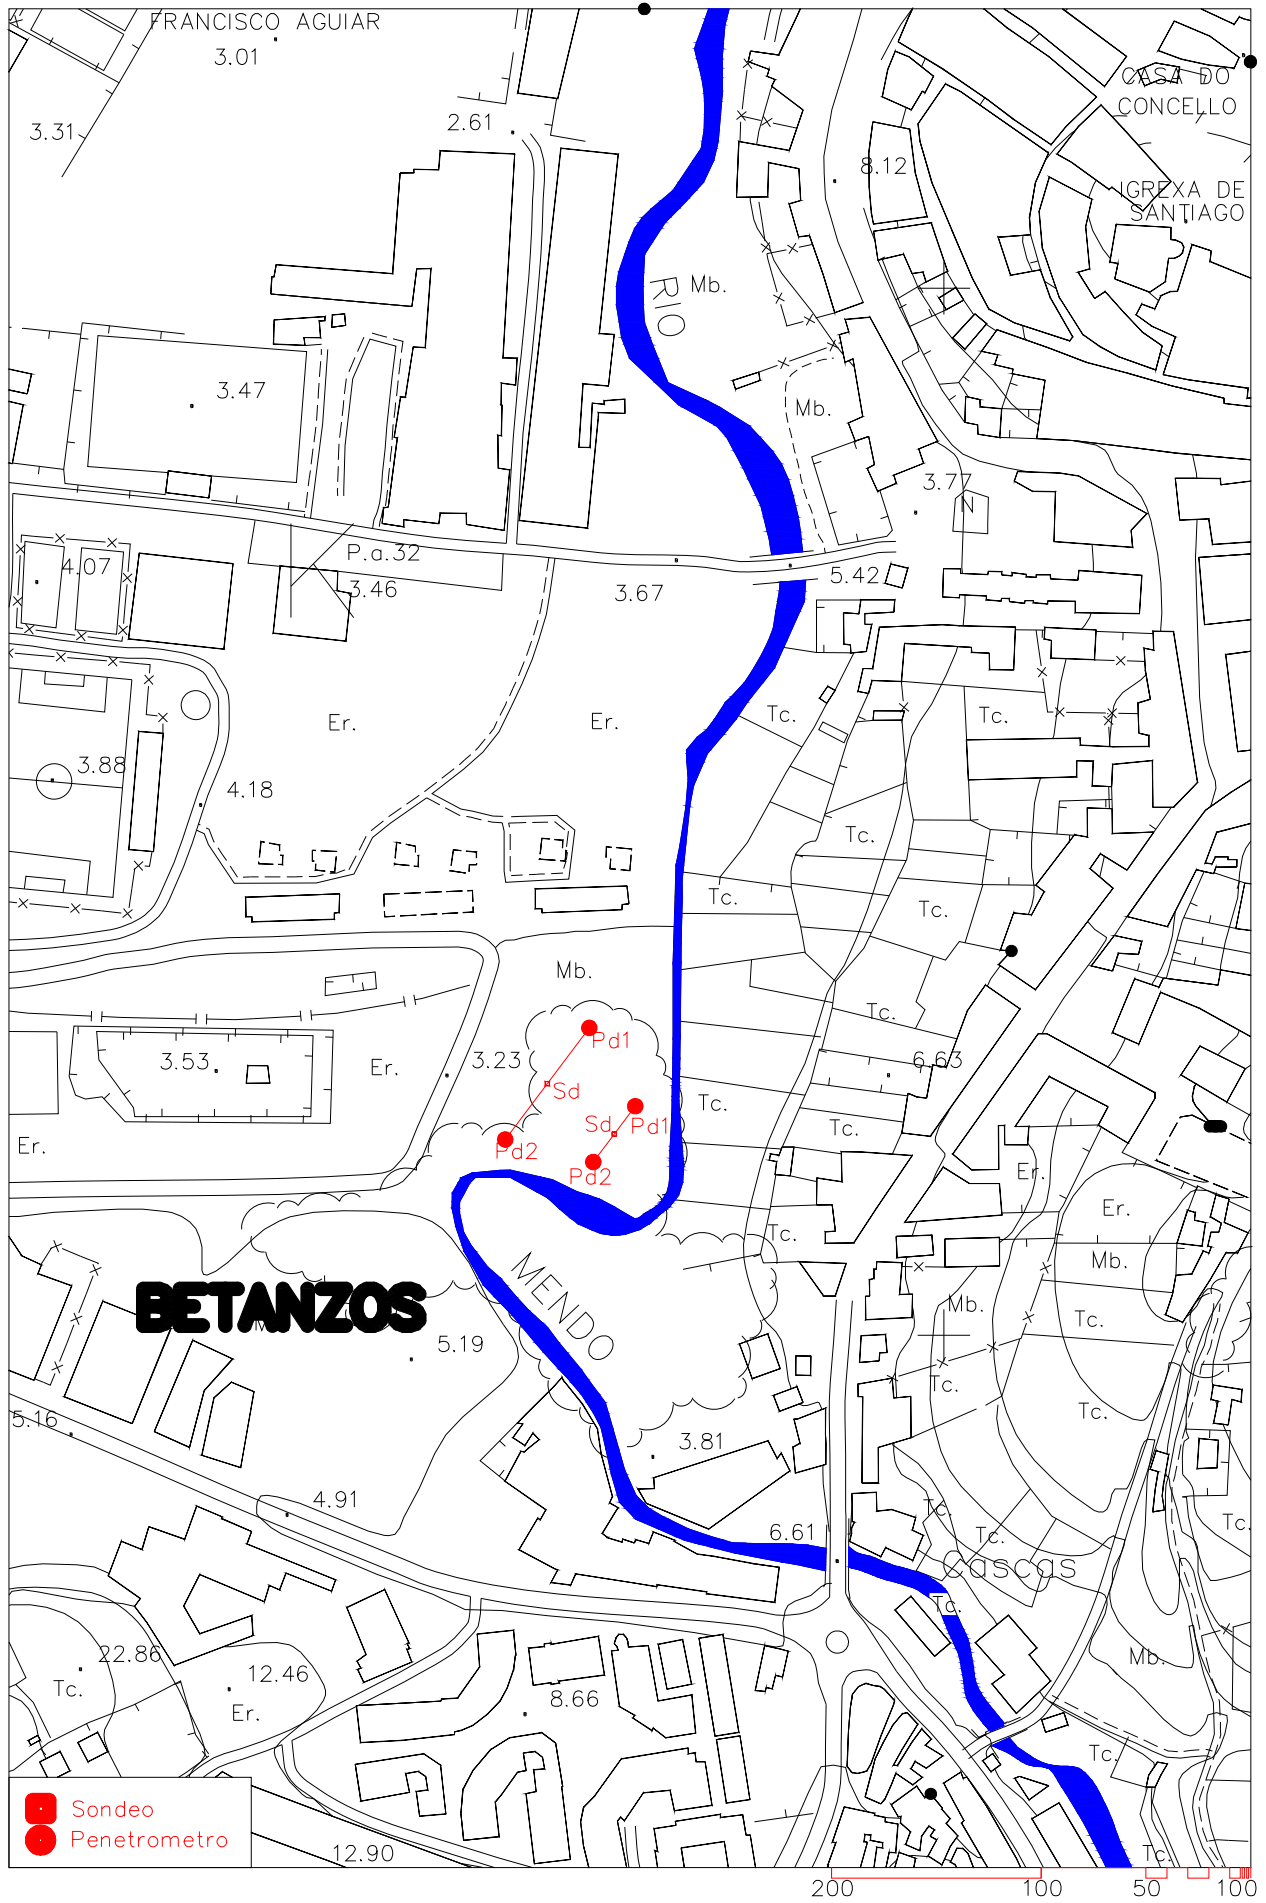 FRANCISCO AGUIAR
3.01
CASA DO
CONCELLO
3.31
2.61
8.12
IGREXA DE
SANTIAGO
RIO
Mb.
3.47
Mb.
3.77
N
P.a.32
4.07
3.46
3.67
5.42
Er.
Er.
Tc.
Tc.
3.88
4.18
Tc.
Tc.
Tc.
Mb.
Tc.
Pd1
3.53
Er.
3.23
Sd
6.63
Tc.
Sd
Pd1
Tc.
Er.
Pd2
Pd2
Er.
Er.
Tc.
Mb.
MENDO
BETANZOS
Mb.
Tc.
5.19
Tc.
Tc.
5.16
3.81
4.91
Tc.
Tc.
Tc.
6.61
Cascas
Tc.
22.86
12.46
Mb.
Tc.
Er.
8.66
Tc.
Sondeo
Penetrometro
12.90
Tc.
200
100
50
100